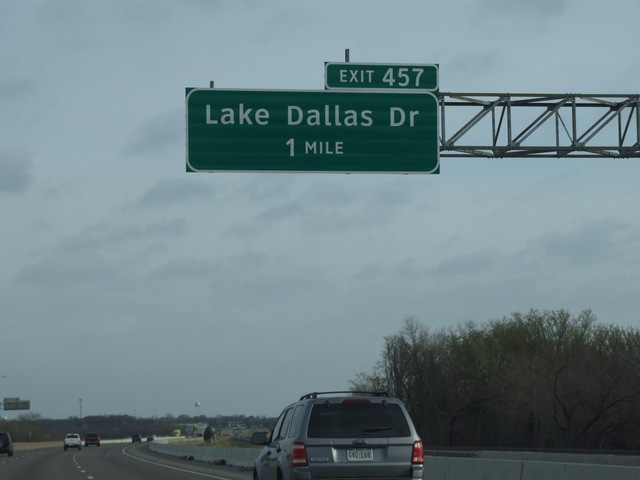 EXIT 457
Lake Dallas Dr
1 MILE